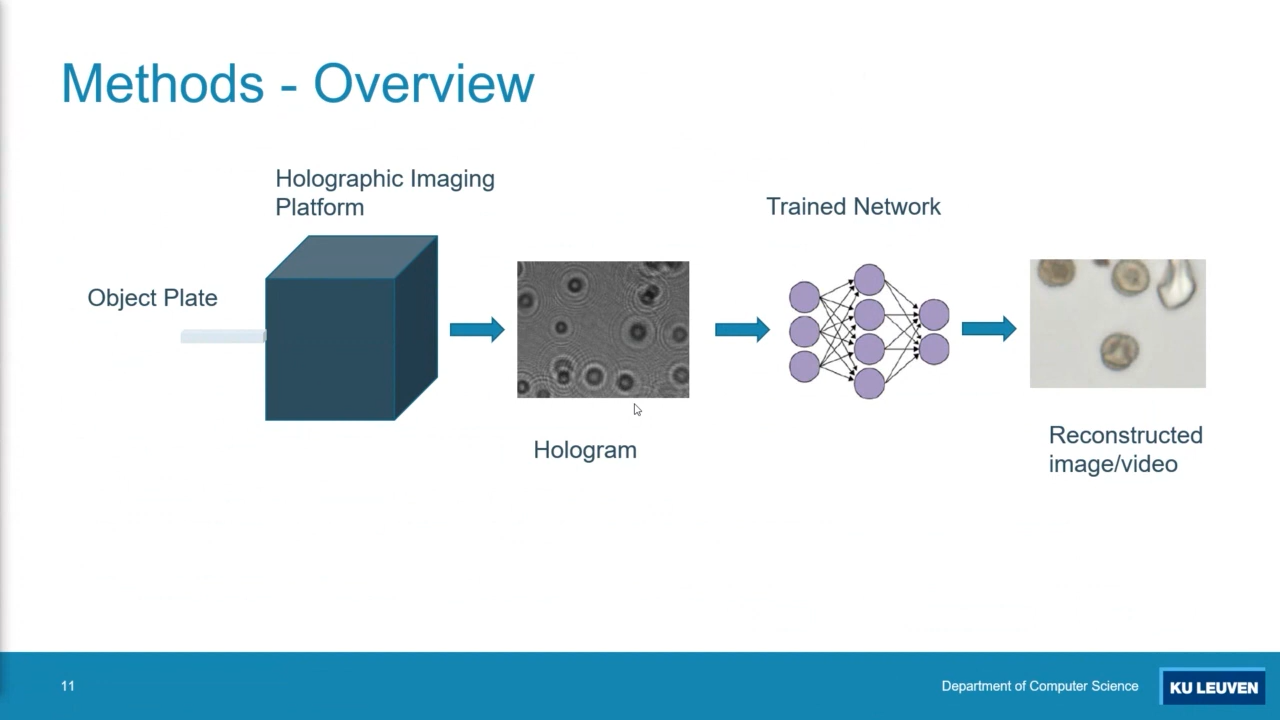 Methods - Overview
Holographic Imaging
Platform
Trained Network
Object Plate
Hologram
Reconstructed
image/video
11
Department of Computer Science
KU LEUVEN